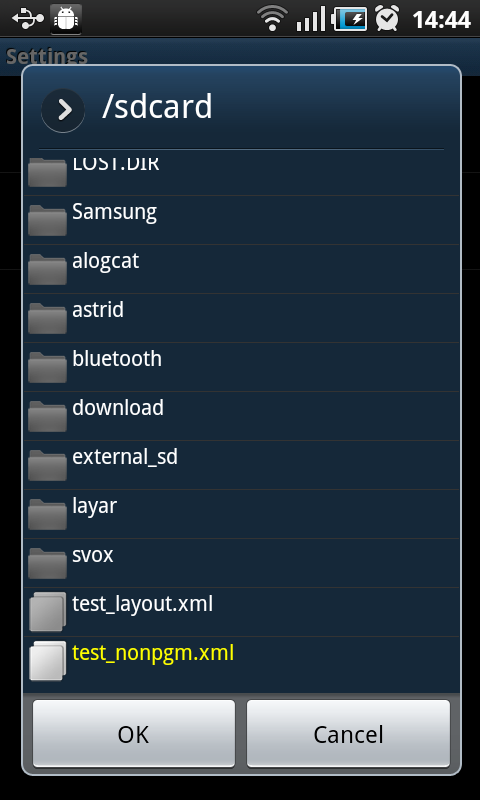 14:44
Settings
/sdcard
LOST.DIR
Samsung
alogcat
astrid
bluetooth
download
external_sd
layar
svox
test_layout.xml
test_nonpgm.xml
OK
Cancel